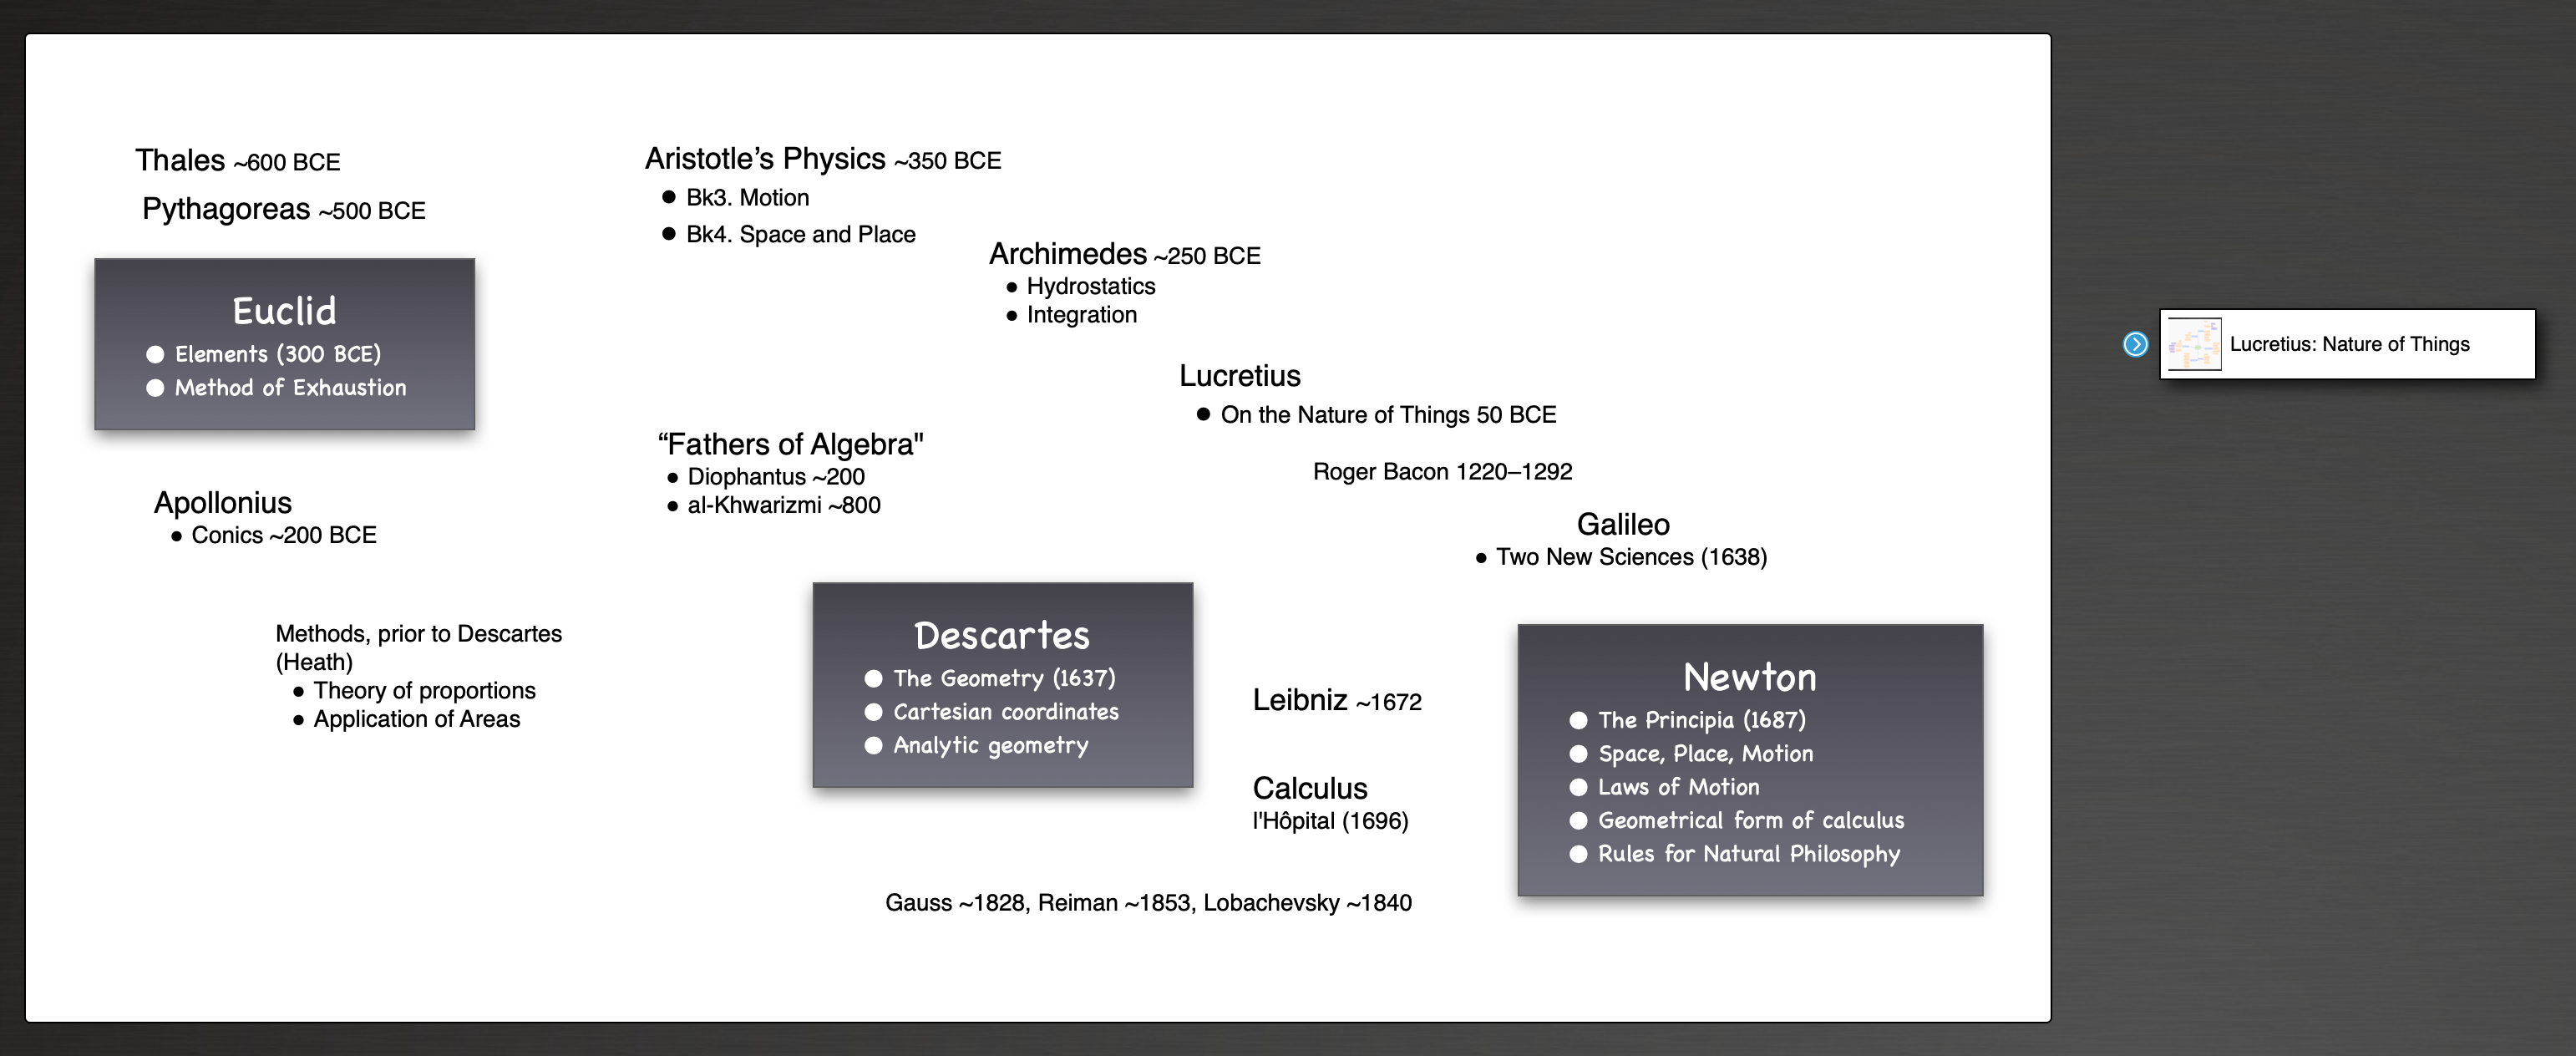 Thales ~600 BCE
Pythagoreas ~500 BCE
Euclid
● Elements (300 BCE)
● Method of Exhaustion
Apollonius
● Conics ~200 BCE
Methods, prior to Descartes
(Heath)
● Theory of proportions
● Application of Areas
Aristotle’s Physics ~350 BCE
● Bk3. Motion
● Bk4. Space and Place
Archimedes ~250 BCE
● Hydrostatics
● Integration
“Fathers of Algebra"
● Diophantus ~200
● al-Khwarizmi ~800
Lucretius
● On the Nature of Things 50 BCE
Roger Bacon 1220–1292
Galileo
● Two New Sciences (1638)
Descartes
● The Geometry (1637)
● Cartesian coordinates
● Analytic geometry
Leibniz ~1672
Calculus
l'Hôpital (1696)
Newton
● The Principia (1687)
● Space, Place, Motion
● Laws of Motion
● Geometrical form of calculus
● Rules for Natural Philosophy
Gauss ~1828, Reiman ~1853, Lobachevsky ~1840
Lucretius: Nature of Things